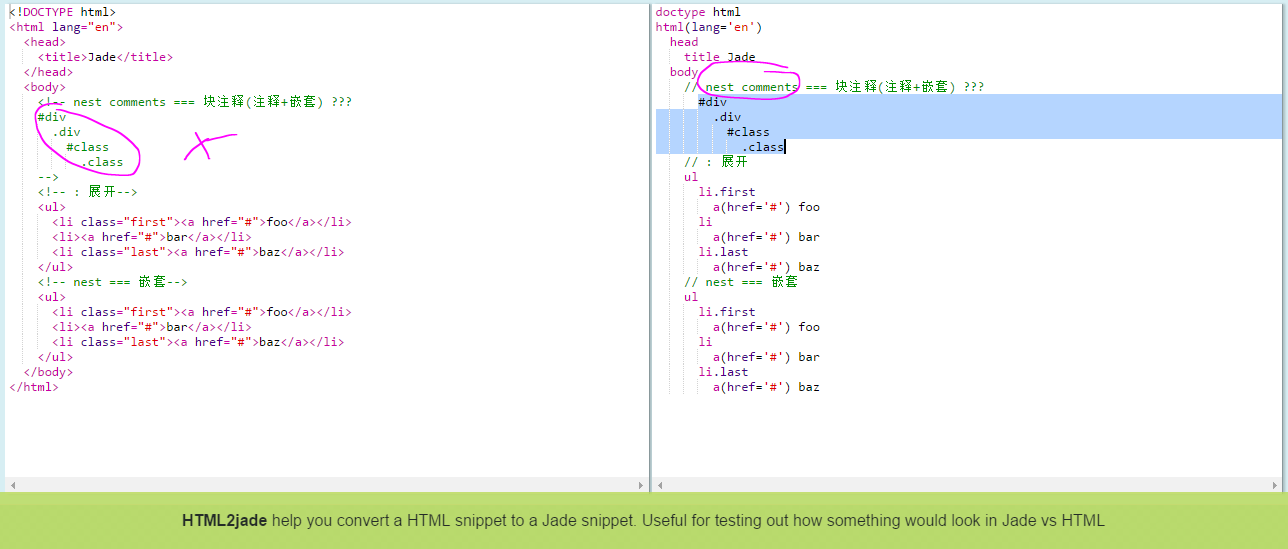 <!DOCTYPE html>
<html lang="en">
<head>
<title>Jade</title>
</head>
<body>
<!-- nest comments === 块注释(注释+嵌套) ???
#div
.div
#class
.class
-->
<!-- : 展开-->
<ul>
<li class="first"><a href="#">foo</a></li>
<li><a href="#">bar</a></li>
<li class="last"><a href="#">baz</a></li>
</ul>
<!-- nest === 嵌套-->
<ul>
<li class="first"><a href="#">foo</a></li>
<li><a href="#">bar</a></li>
<li class="last"><a href="#">baz</a></li>
</ul>
</body>
</html>
doctype html
html(lang='en')
head
title Jade
body
// nest comments === 块注释(注释+嵌套) ???
#div
.div
#class
.class
// : 展开
ul
li.first
a(href='#') foo
li
a(href='#') bar
li.last
a(href='#') baz
// nest === 嵌套
ul
li.first
a(href='#') foo
li
a(href='#') bar
li.last
a(href='#') baz
HTML2jade help you convert a HTML snippet to a Jade snippet. Useful for testing out how something would look in Jade vs HTML